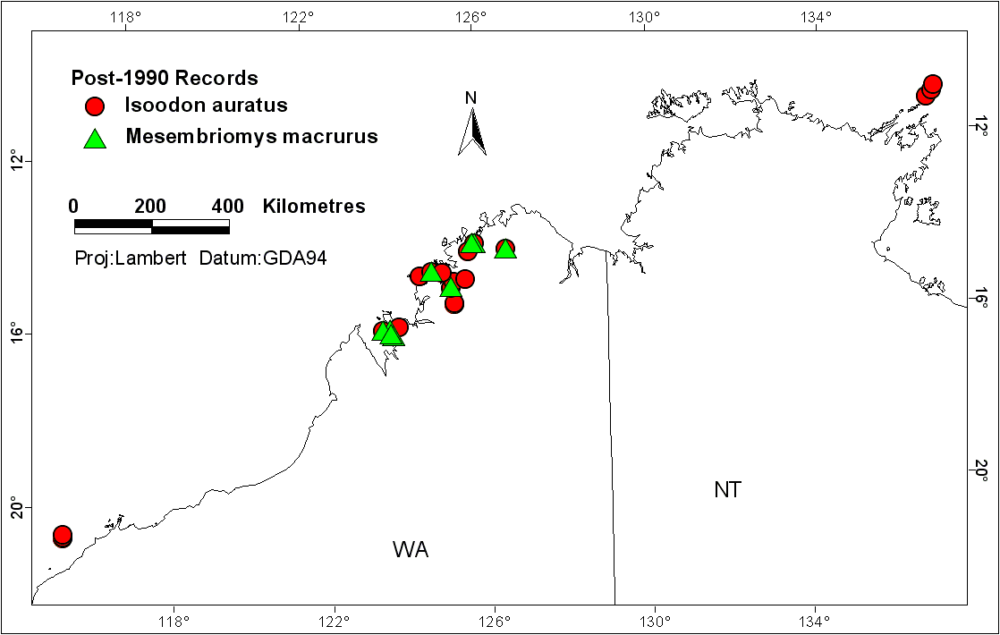 118° 122° 126° 130° 134°
Post-1990 Records
Isoodon auratus
Mesembriomys macrurus
N
12°
12°
0 200 400 Kilometres
Proj:Lambert Datum:GDA94
16°
16°
20°
20°
NT
WA
118° 122° 126° 130° 134°